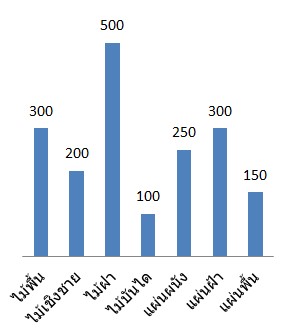 300
200
500
100
250
300
150
ไม้พื้น
ไม้เชิงชาย
ไม้ฝา
ไม้บันได
แผ่นผนัง
แผ่นฝ้า
แผ่นพื้น